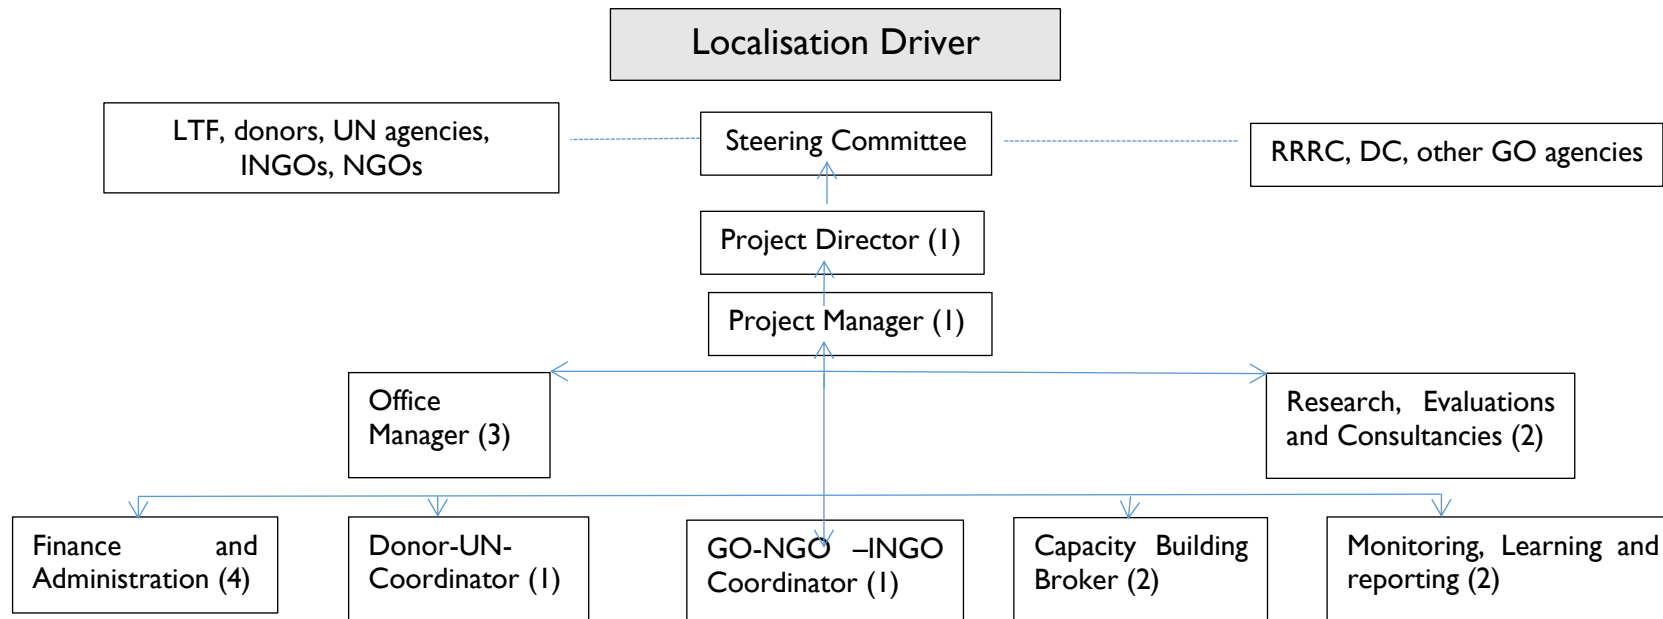 Localisation Driver
LTF, donors, UN agencies,
INGOs, NGOs
Steering Committee
RRRC, DC, other GO agencies
Project Director (1)
Project Manager (1)
Office
Manager (3)
Research, Evaluations
and Consultancies (2)
Finance and
Administration (4)
Donor-UN-
Coordinator (1)
GO-NGO –INGO
Coordinator (1)
Capacity Building
Broker (2)
Monitoring, Learning and
reporting (2)